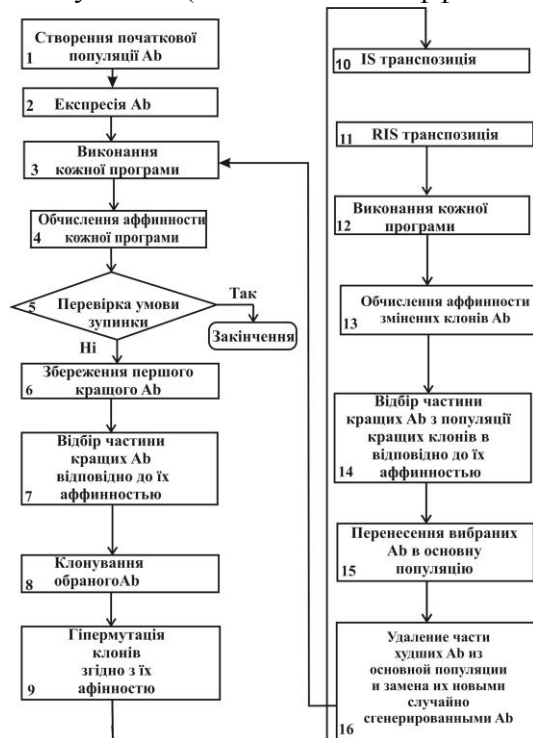 1
Створення початкової
популяції Ab
2
Експресія Ab
Виконання
3
кожної програми
Обчислення аффинности
4
кожної програми
5
Перевірка умови
зупинки
Так
Закінчення
Ні
Збереження першого
6
кращого Ab
Відбір частини
кращих Ab
відповідно до їх
7
аффинностью
Клонування
8
обраногоAb
Гіпермутація
клонів
згідно з їх
9
афінностю
10
IS транспозиція
11
RIS транспозиція
Виконання кожної
12
програми
Обчислення аффинности
13
змінених клонів Ab
Відбір частини
кращих Ab з популяції
кращих клонів в
відповідно до їх
14
аффинностью
Перенесення вибраних
Ab в основну
15
популяцію
Удаление части
худших Ab из
основной популяции
и замена их новыми
случайно
16
сгенерированными Ab